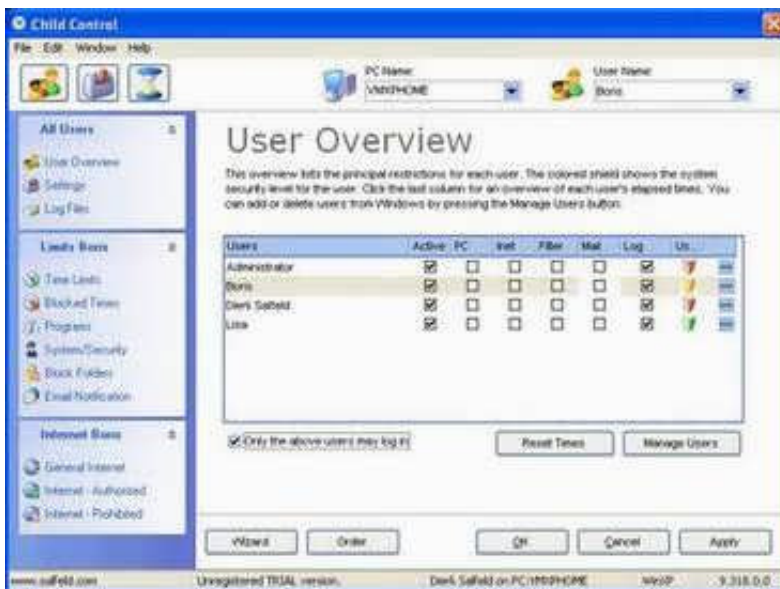 Child Control
File Edit Window Help
PC Name:
VMXPHOME
User Name:
Boris
All Users
User Overview
Settings
Log Files
Limits Boris
Time Limits
Blocked Times
Programs
System/Security
Block Folders
Email Notification
Internet Boris
General Internet
Internet - Authorized
Internet - Prohibited
User Overview
This overview lists the principal restrictions for each user. The colored shield shows the system
security level for the user. Click the last column for an overview of each user's elapsed times. You
can add or delete users from Windows by pressing the Manage Users button.
Users Active PC Inet Filter Mail Log Us...
Administrator
Boris
Dierk Salfeld
Lisa
Only the above users may log in
Reset Times
Manage Users
Wizard
Order
OK
Cancel
Apply
www.salfeld.com
Unregistered TRIAL version.
Dierk Salfeld on PC:VMXPHOME
WinXP
9.318.0.0